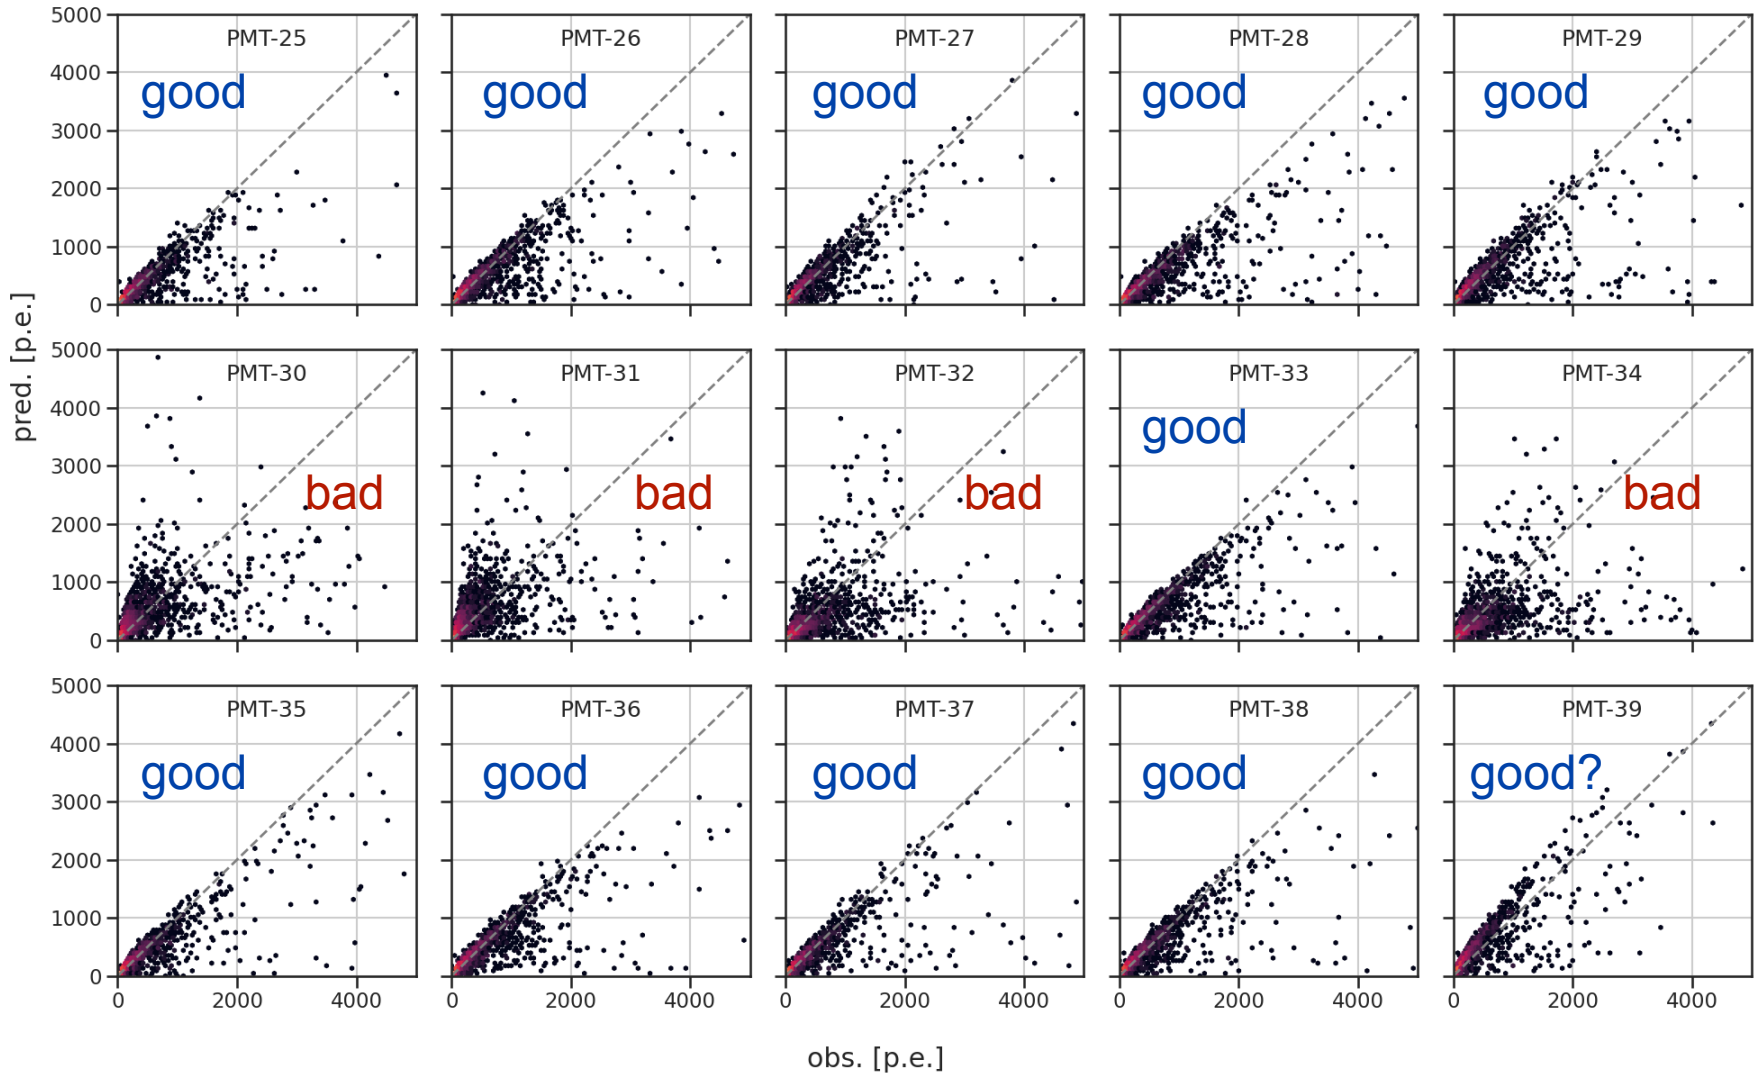 5000 PMT-25 PMT-26 PMT-27 PMT-28 PMT-29
4000
good good good good good
3000
2000
1000
0
pred. [p.e.]
5000 PMT-30 PMT-31 PMT-32 PMT-33 PMT-34
4000
good
3000
bad bad bad bad
2000
1000
0
5000 PMT-35 PMT-36 PMT-37 PMT-38 PMT-39
4000
good good good good good?
3000
2000
1000
0
0 2000 4000 0 2000 4000 0 2000 4000 0 2000 4000 0 2000 4000
obs. [p.e.]